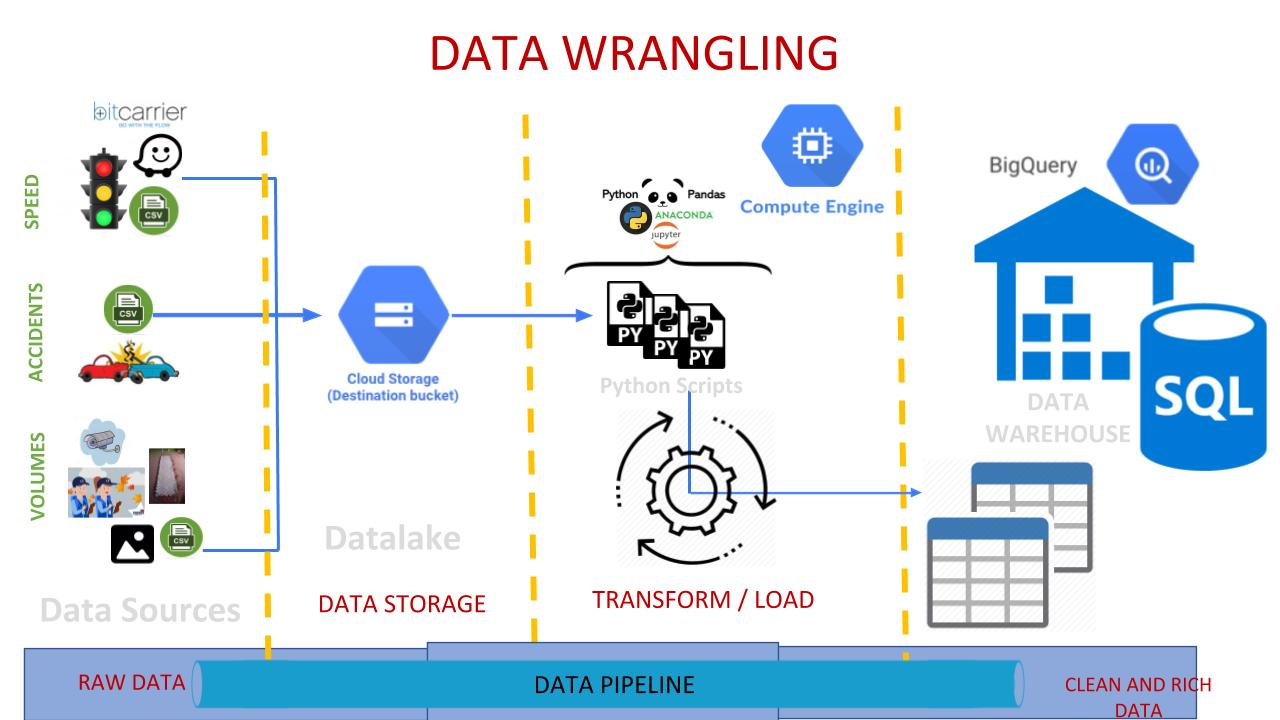 DATA WRANGLING
bitcarrier
GO WITH THE FLOW
SPEED
CSV
ACCIDENTS
CSV
VOLUMES
CSV
Data Sources
Cloud Storage
(Destination bucket)
Datalake
DATA STORAGE
Python
Pandas
ANACONDA
jupyter
Compute Engine
PY
PY
PY
Python Scripts
TRANSFORM / LOAD
BigQuery
SQL
DATA
WAREHOUSE
RAW DATA
DATA PIPELINE
CLEAN AND RICH
DATA